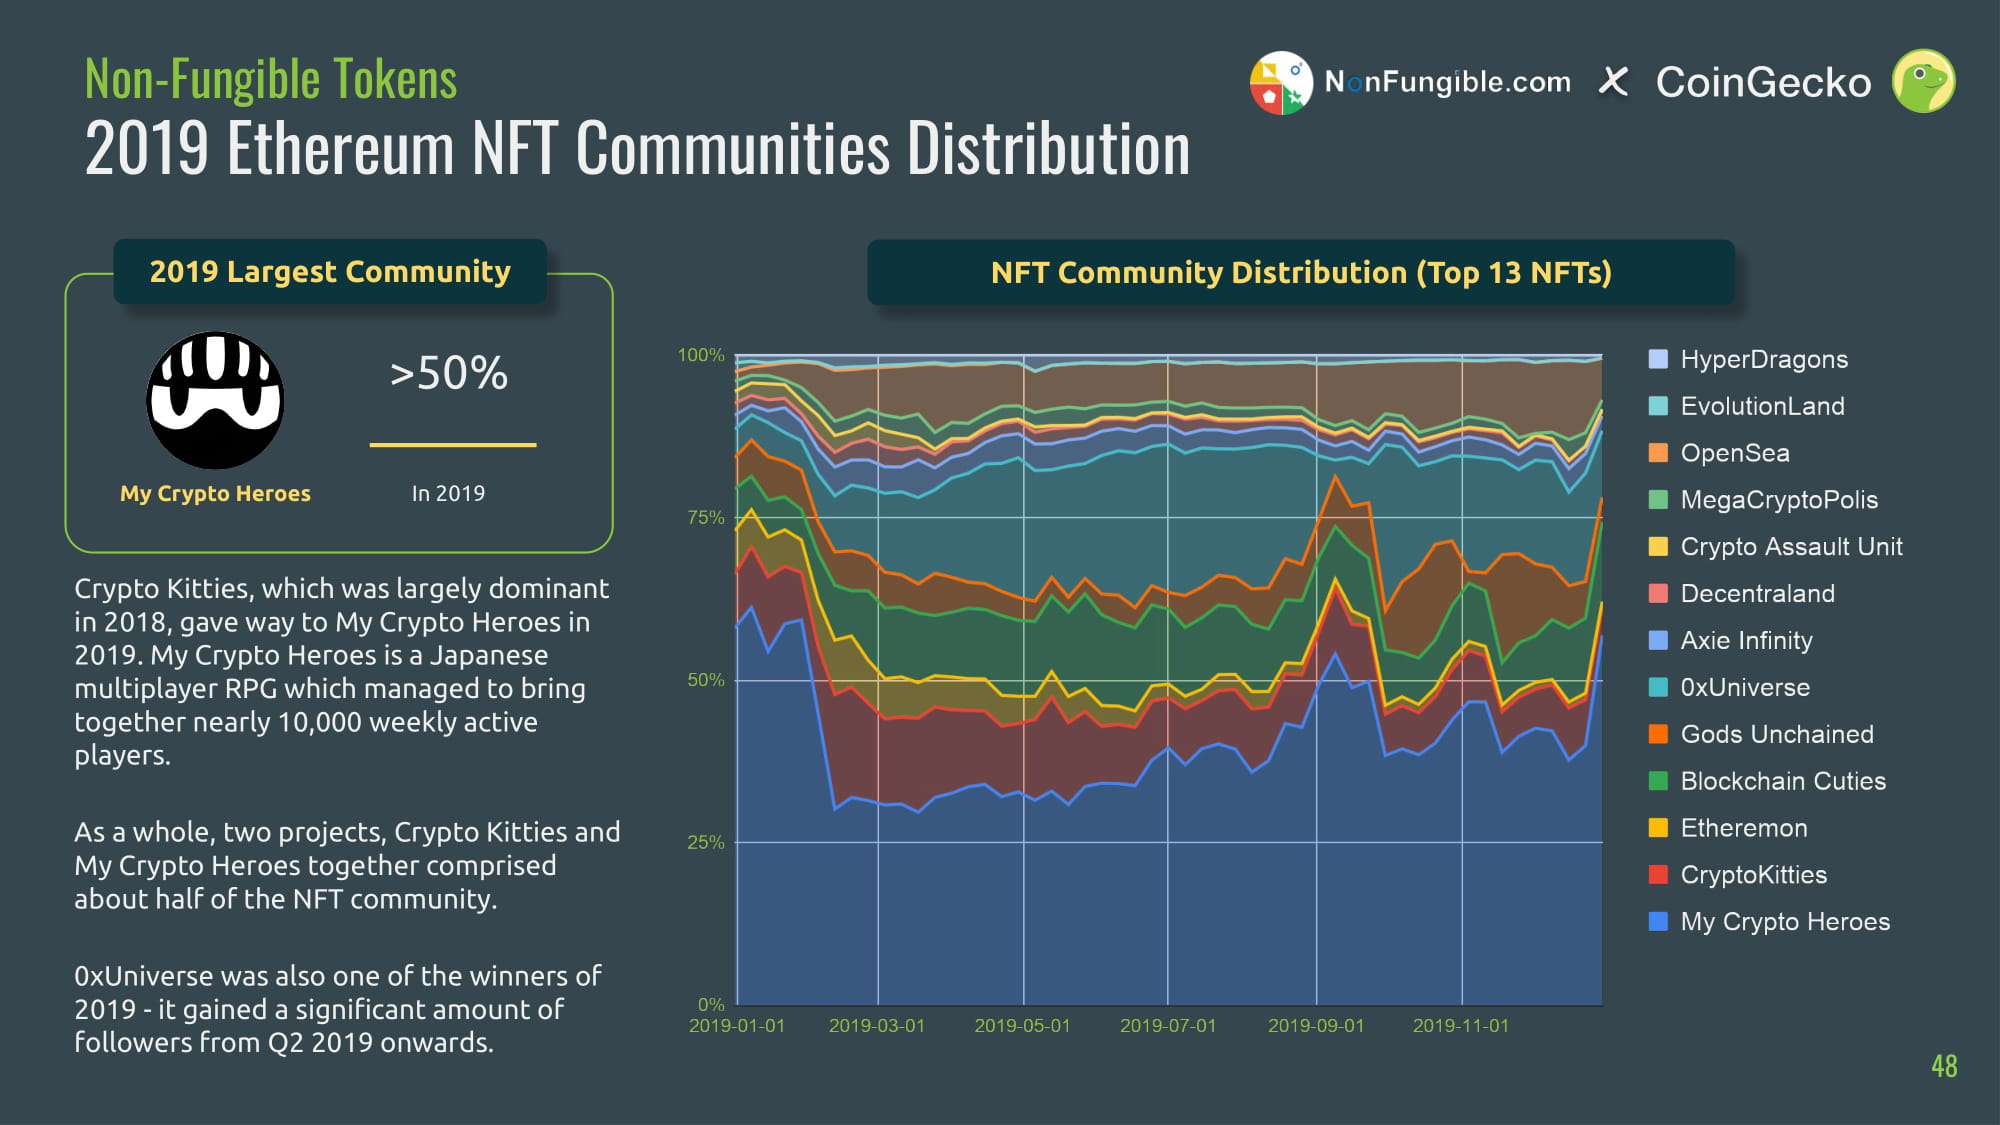 Non-Fungible Tokens
2019 Ethereum NFT Communities Distribution
NonFungible.com X CoinGecko
2019 Largest Community
>50%
My Crypto Heroes
In 2019
Crypto Kitties, which was largely dominant
in 2018, gave way to My Crypto Heroes in
2019. My Crypto Heroes is a Japanese
multiplayer RPG which managed to bring
together nearly 10,000 weekly active
players.
As a whole, two projects, Crypto Kitties and
My Crypto Heroes together comprised
about half of the NFT community.
0xUniverse was also one of the winners of
2019 - it gained a significant amount of
followers from Q2 2019 onwards.
NFT Community Distribution (Top 13 NFTs)
100%
75%
50%
25%
0%
2019-01-01
2019-03-01
2019-05-01
2019-07-01
2019-09-01
2019-11-01
HyperDragons
EvolutionLand
OpenSea
MegaCryptoPolis
Crypto Assault Unit
Decentraland
Axie Infinity
0xUniverse
Gods Unchained
Blockchain Cuties
Etheremon
CryptoKitties
My Crypto Heroes
48